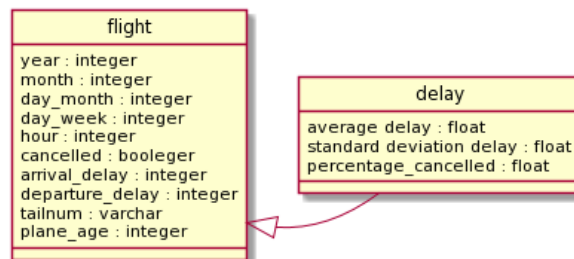 flight
year : integer
month : integer
day_month : integer
day_week : integer
hour : integer
cancelled : booleger
arrival_delay : integer
departure_delay : integer
tailnum : varchar
plane_age : integer
delay
average delay : float
standard deviation delay : float
percentage_cancelled : float